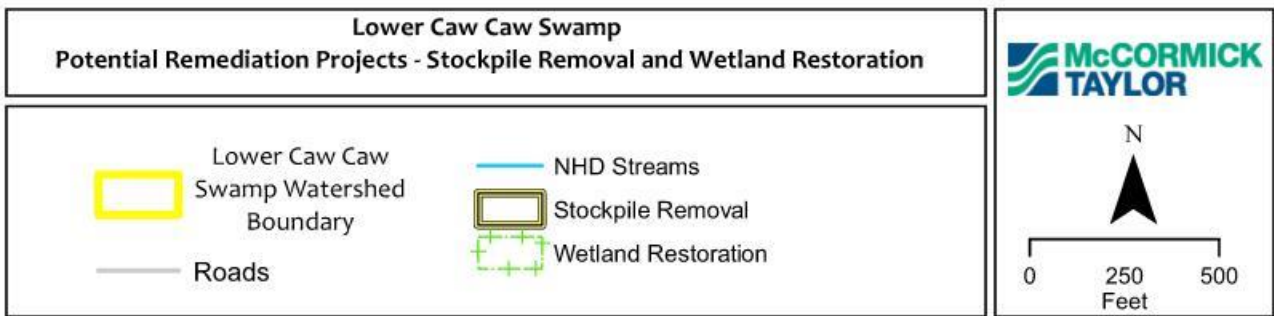 Lower Caw Caw Swamp
Potential Remediation Projects - Stockpile Removal and Wetland Restoration
Lower Caw Caw
Swamp Watershed
Boundary
Roads
NHD Streams
Stockpile Removal
Wetland Restoration
McCORMICK
TAYLOR
N
0 250 500
Feet